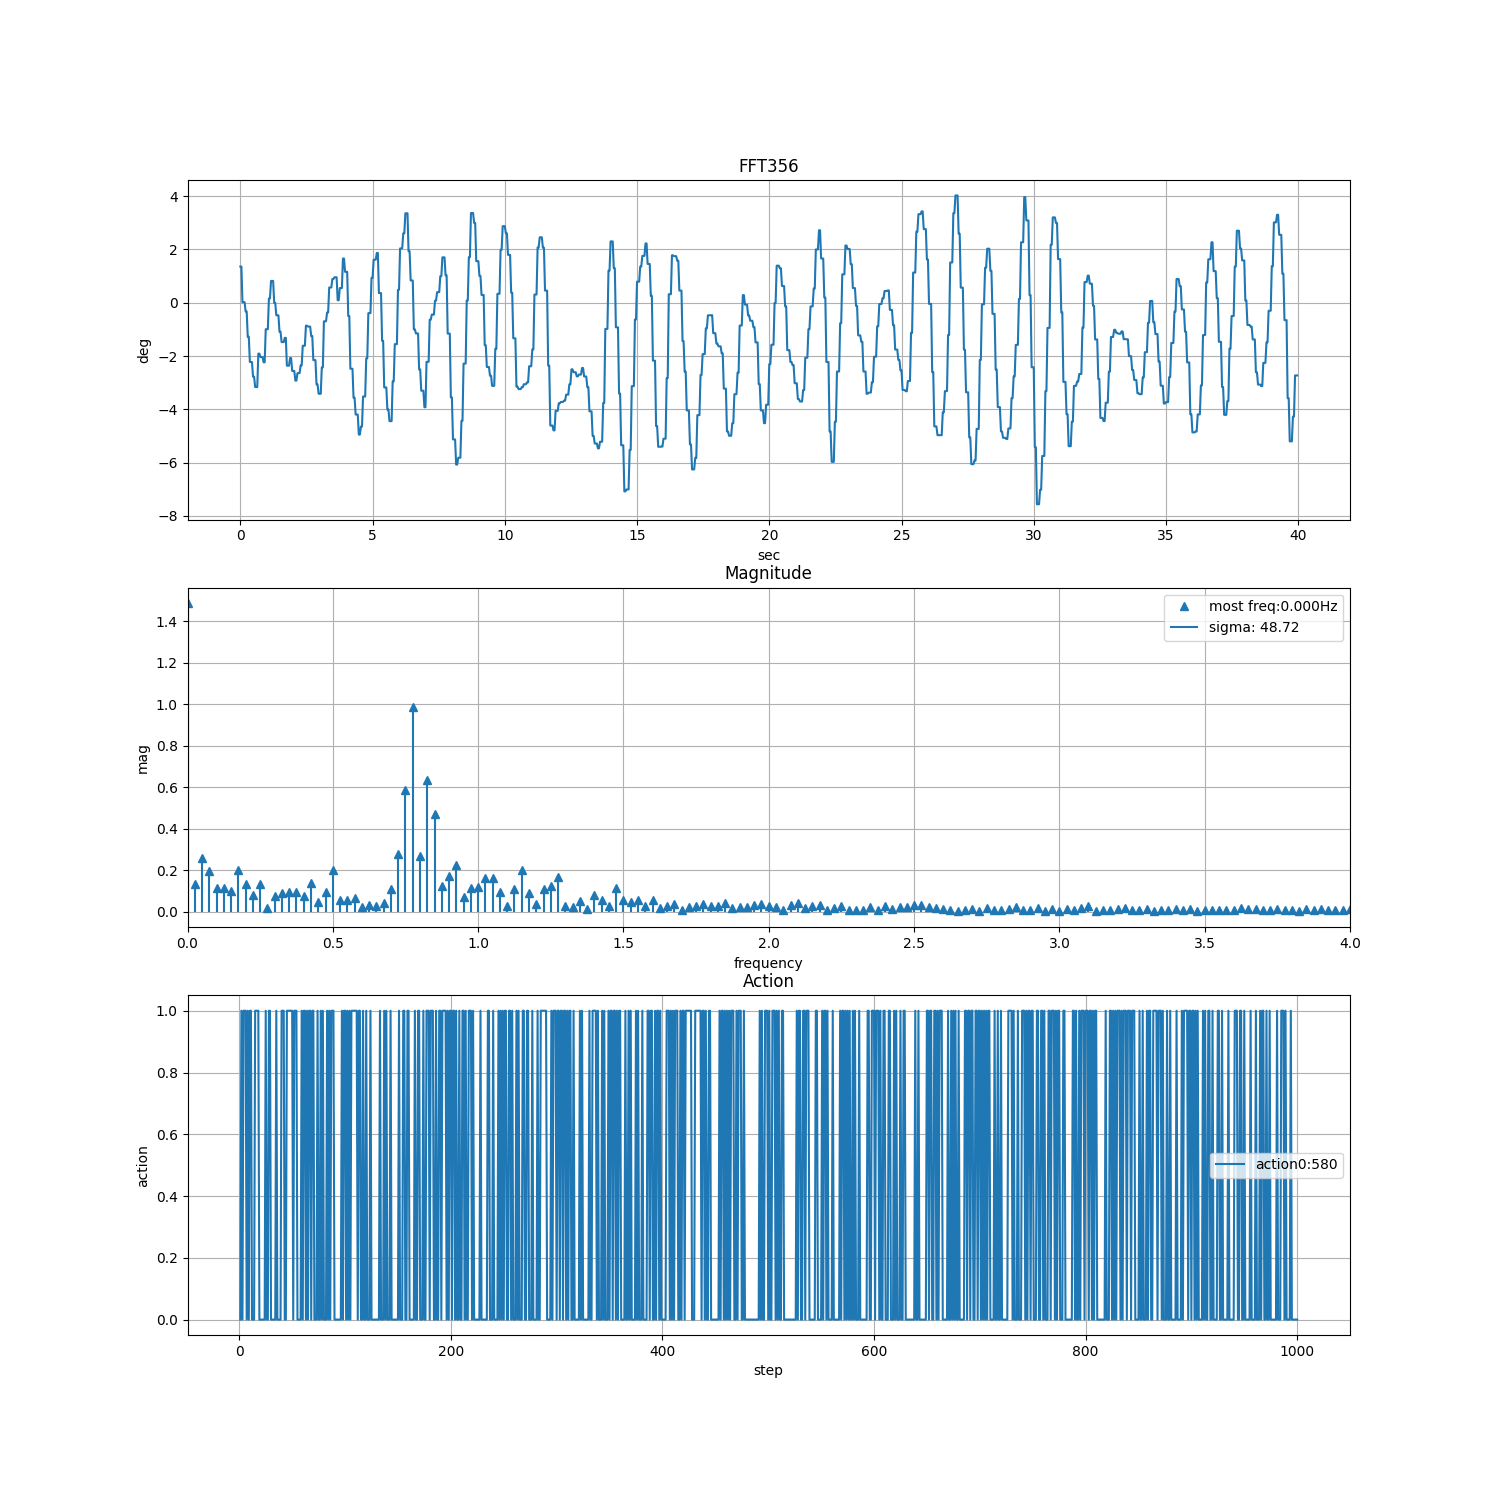 FFT356
4
2
0
−2
−4
−6
−8
deg
0 5 10 15 20 25 30 35 40
sec
Magnitude
most freq:0.000Hz
sigma: 48.72
1.4
1.2
1.0
0.8
0.6
0.4
0.2
0.0
mag
0.0 0.5 1.0 1.5 2.0 2.5 3.0 3.5 4.0
frequency
Action
1.0
0.8
0.6
0.4
0.2
0.0
action
action0:580
0 200 400 600 800 1000
step